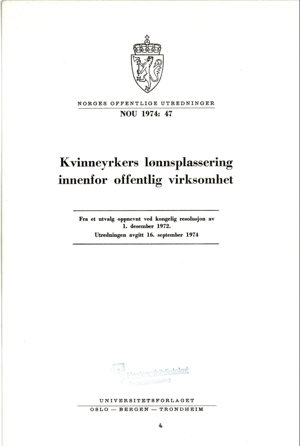 NORGES OFFENTLIGE UTREDNINGER
NOU 1974: 47
Kvinneyrkers lønnsplassering
innenfor offentlig virksomhet
Fra et utvalg oppnevnt ved kongelig resolusjon av
1. desember 1972.
Utredningen avgitt 16. september 1974
UNIVERSITETSFORLAGET
OSLO — BERGEN — TRONDHEIM
4